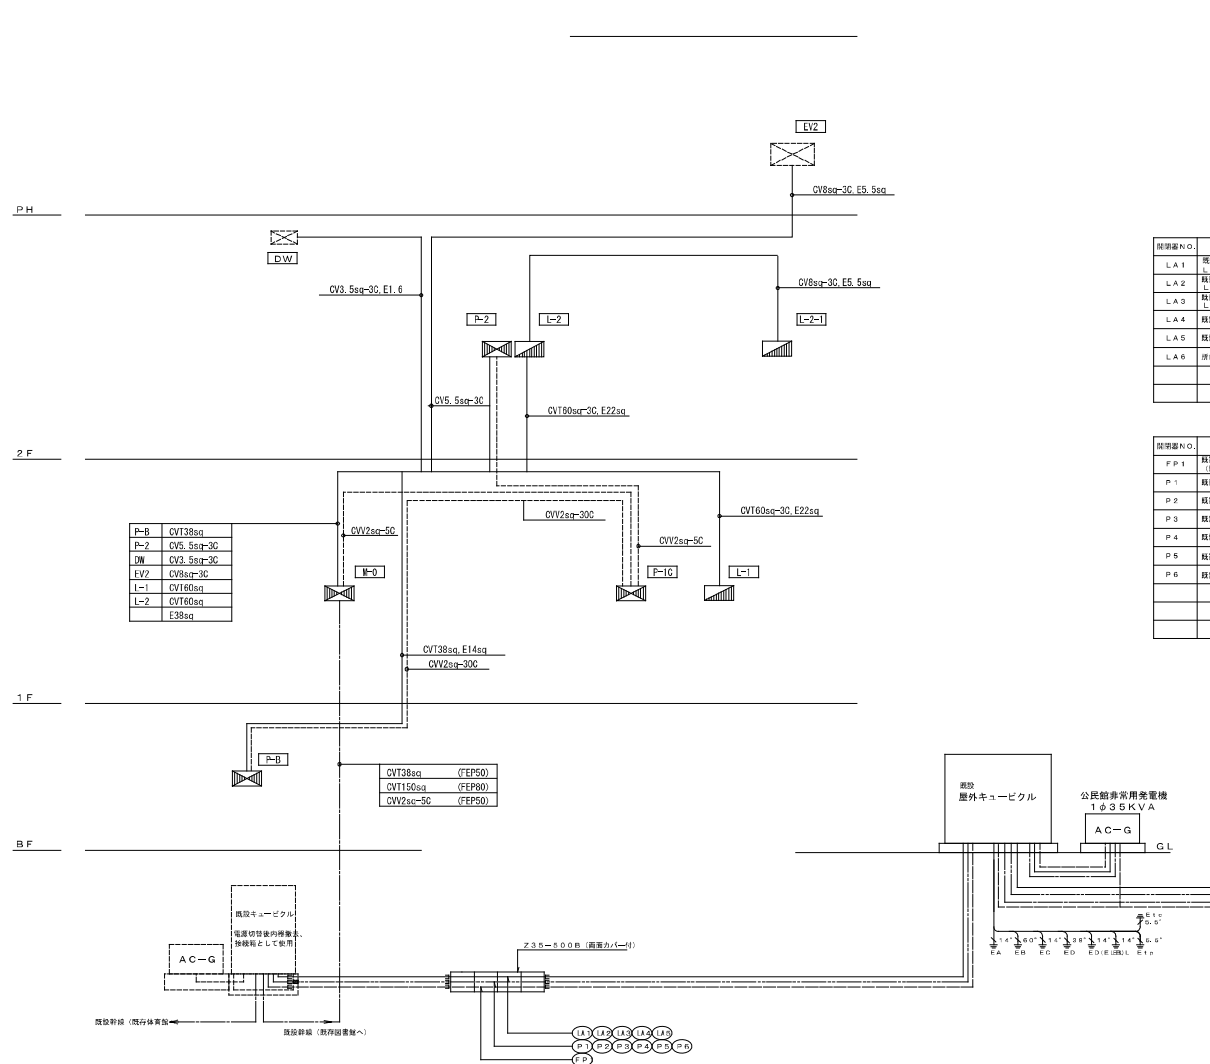 EV2
CV8sq-3C, E5. 5sq
PH
DW
CV3. 5sq-3C, E1. 6
CV8sq-3C, E5. 5sq
P-2
L-2
L-2-1
CV5. 5sq-3C
CVT60sq-3C, E22sq
2F
CVV2sq-30C
CVT60sq-3C, E22sq
CVV2sq-5C
CVV2sq-5C
P-B CVT38sq
P-2 CV5. 5sq-3C
DW CV3. 5sq-3C
EV2 CV8sq-3C
L-1 CVT60sq
L-2 CVT60sq
E38sq
M-0
P-1C
L-1
CVT38sq, E14sq
CVV2sq-30C
1F
P-B
CVT38sq (FEP50)
CVT150sq (FEP80)
CVV2sq-5C (FEP50)
BF
開閉器NO.
LA1
LA2
LA3
LA4
LA5
LA6
開閉器NO.
FP1
P1
P2
P3
P4
P5
P6
既設
屋外キュービクル
公民館非常用発電機
1φ35KVA
AC-G
GL
EA
EB
EC
ED
既設キュービクル
電源切替後内機撤去、
接続箱として使用
AC-G
Z35-500B (両面カバー付)
既設幹線 (既存体育館
既設幹線 (既存図書館へ)
LA1 LA2 LA3 LA4 LA5
P1 P2 P3 P4 P5 P6
FP